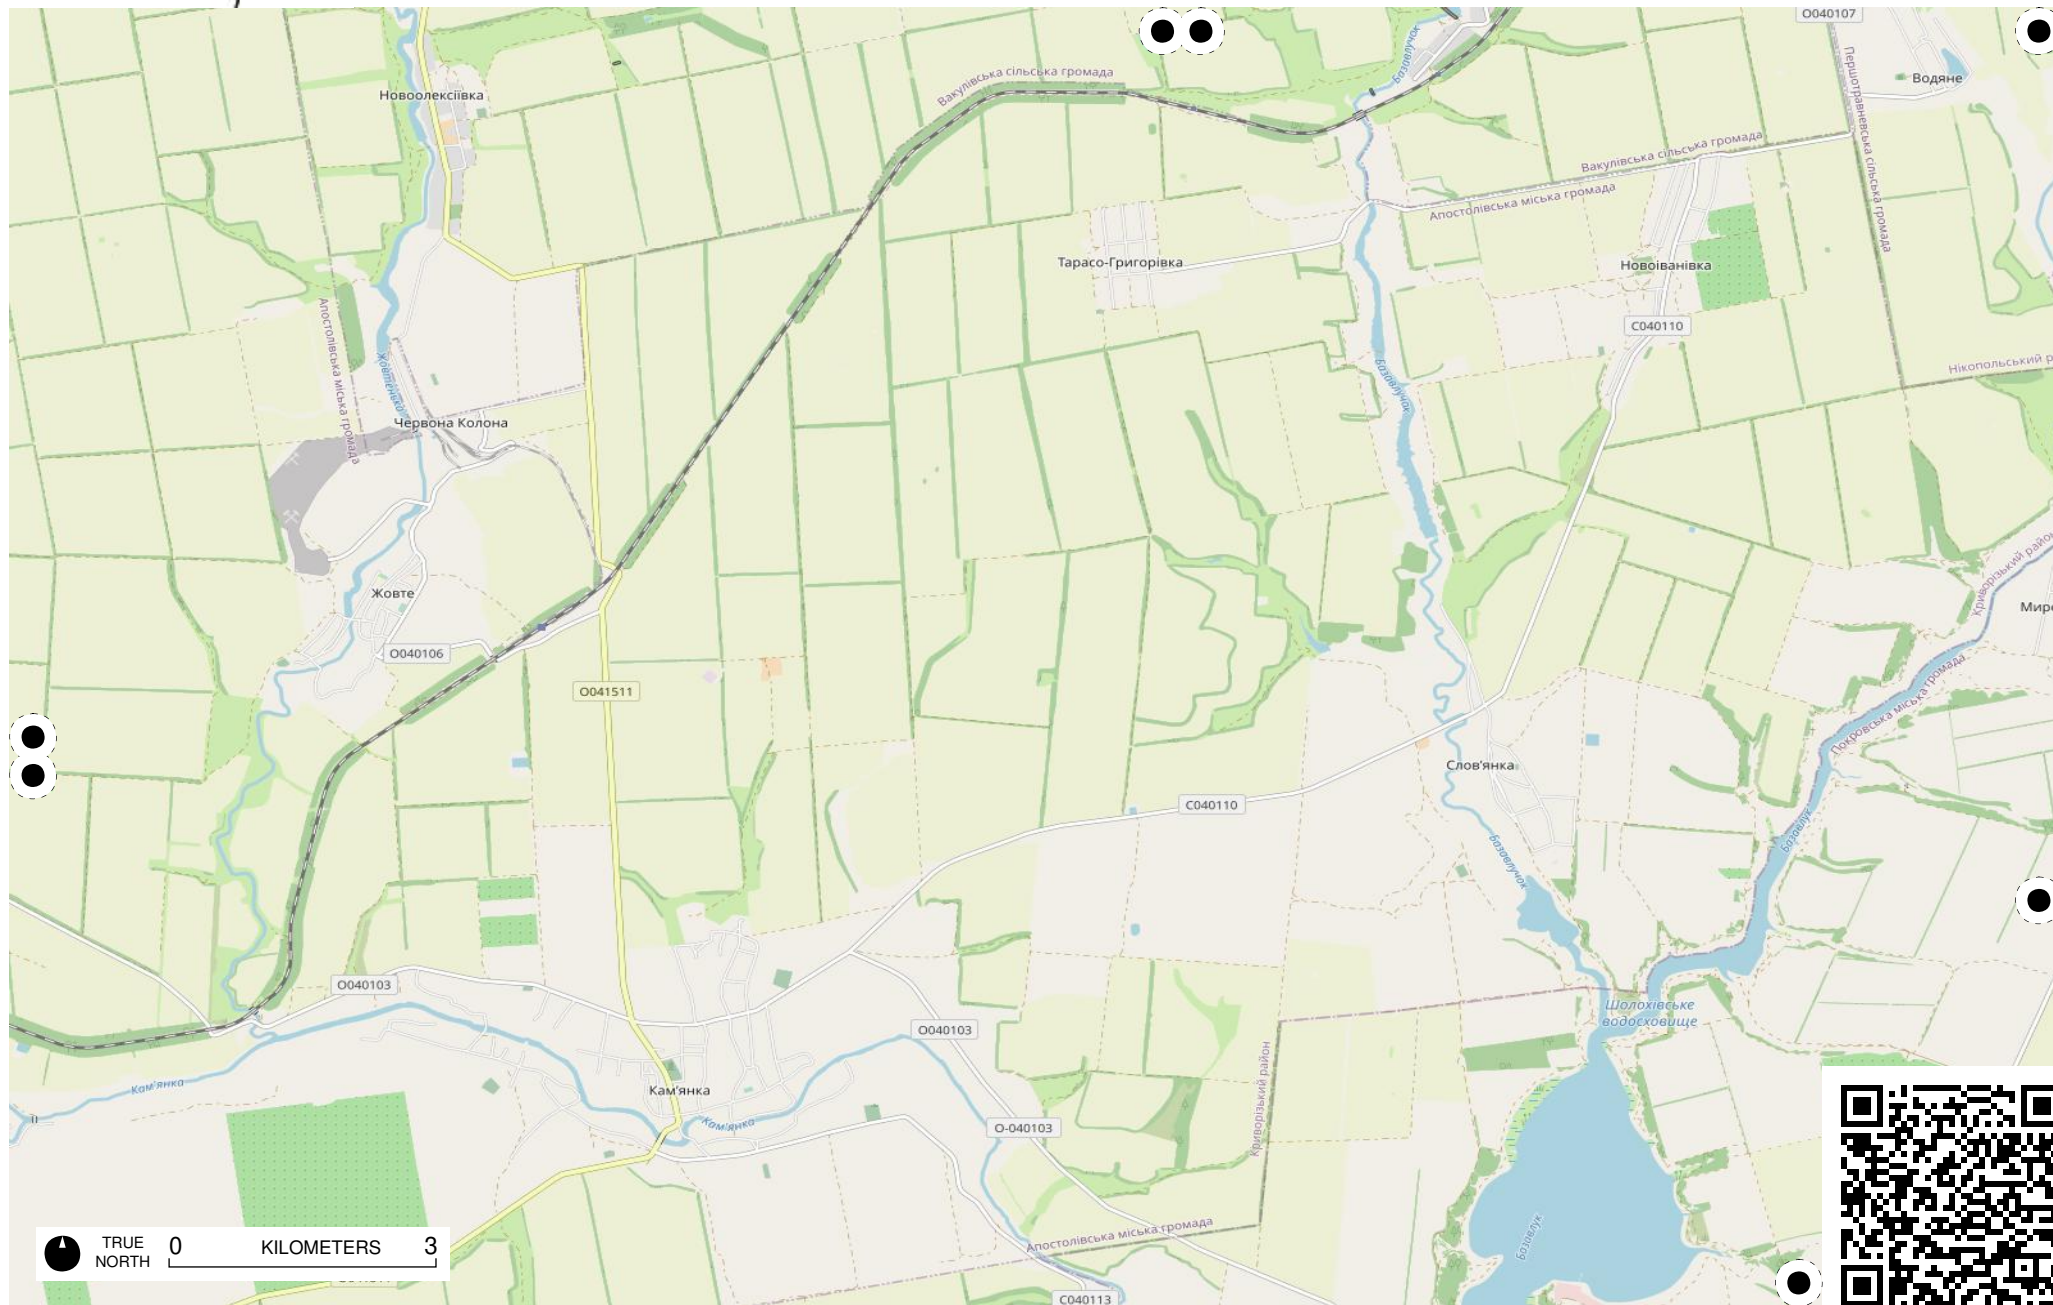 О040107
Водяне
Вакулівська сільська громада
Базавлучок
Новоолексіївка
Першотравневська сільська громада
Вакулівська сільська громада
Апостолівська міська громада
Тарасо-Григорівка
Новоіванівка
С040110
Апостолівська міська громада
Жовтенька
Базавлучок
Нікопольський р
Червона Колона
Криворізький район
Жовте
Миро
О040106
О041511
Покровська міська громада
Слов'янка
С040110
Базавлук
Базавлучок
О040103
Шолохівське
водосховище
О040103
Кам'янка
Кам'янка
Криворізький район
Кам'янка
О-040103
Апостолівська міська громада
Базавлук
TRUE
NORTH
0 KILOMETERS 3
С040113